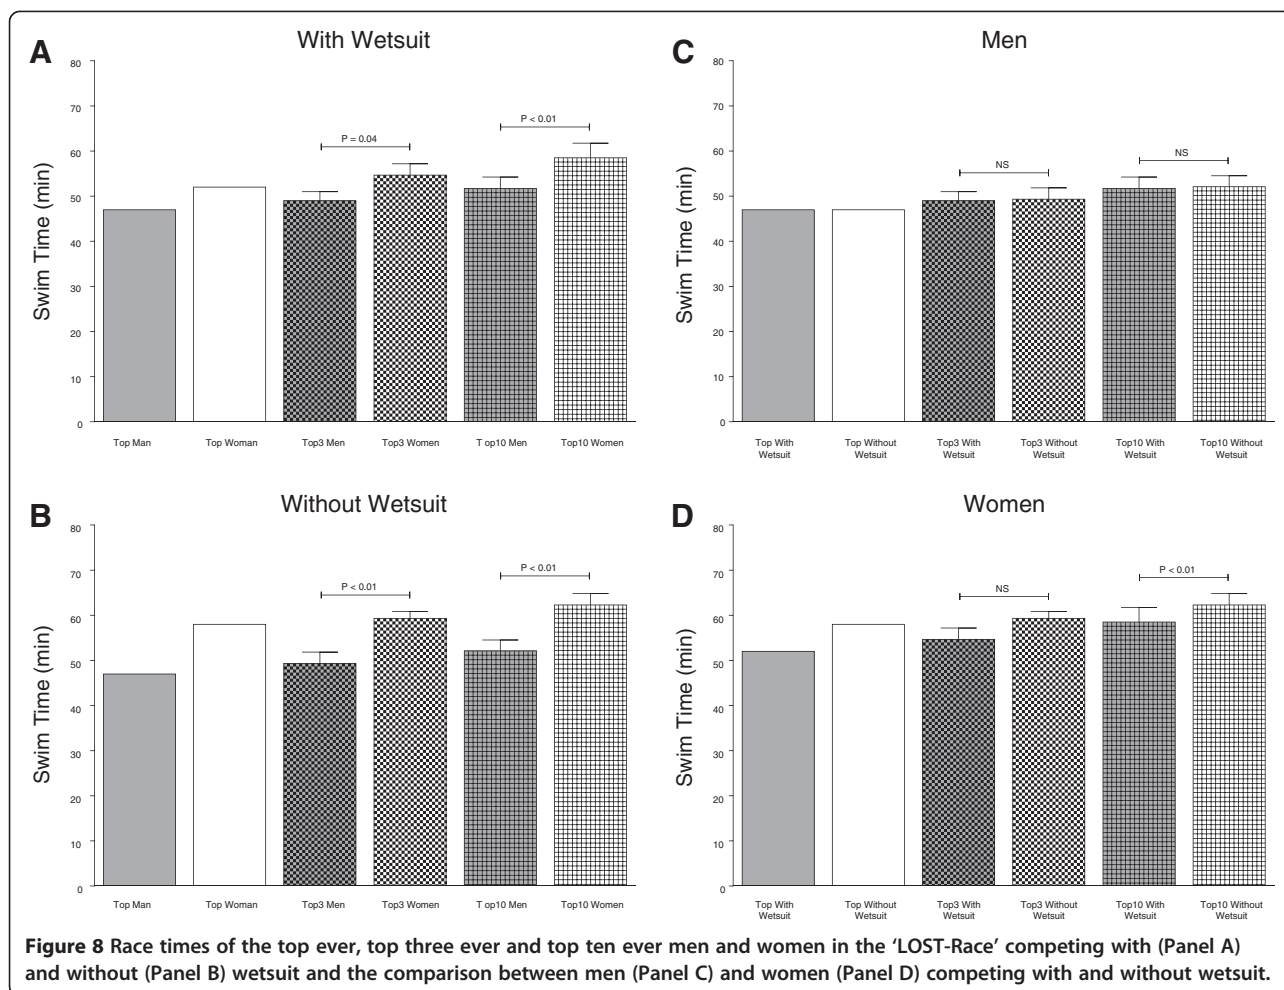 A
With Wetsuit
Swim Time (min)
80
70
60
50
40
30
20
10
0
P = 0.04
P < 0.01
Top Man
Top Woman
Top3 Men
Top3 Women
T op10 Men
Top10 Women
C
Men
Swim Time (min)
80
70
60
50
40
30
20
10
0
NS
NS
Top With
Wetsuit
Top Without
Wetsuit
Top3 With
Wetsuit
Top3 Without
Wetsuit
Top10 With
Wetsuit
Top10 Without
Wetsuit
B
Without Wetsuit
Swim Time (min)
80
70
60
50
40
30
20
10
0
P < 0.01
P < 0.01
Top Man
Top Woman
Top3 Men
Top3 Women
T op10 Men
Top10 Women
D
Women
Swim Time (min)
80
70
60
50
40
30
20
10
0
NS
P < 0.01
Top With
Wetsuit
Top Without
Wetsuit
Top3 With
Wetsuit
Top3 Without
Wetsuit
Top10 With
Wetsuit
Top10 Without
Wetsuit
Figure 8 Race times of the top ever, top three ever and top ten ever men and women in the ‘LOST-Race’ competing with (Panel A)
and without (Panel B) wetsuit and the comparison between men (Panel C) and women (Panel D) competing with and without wetsuit.